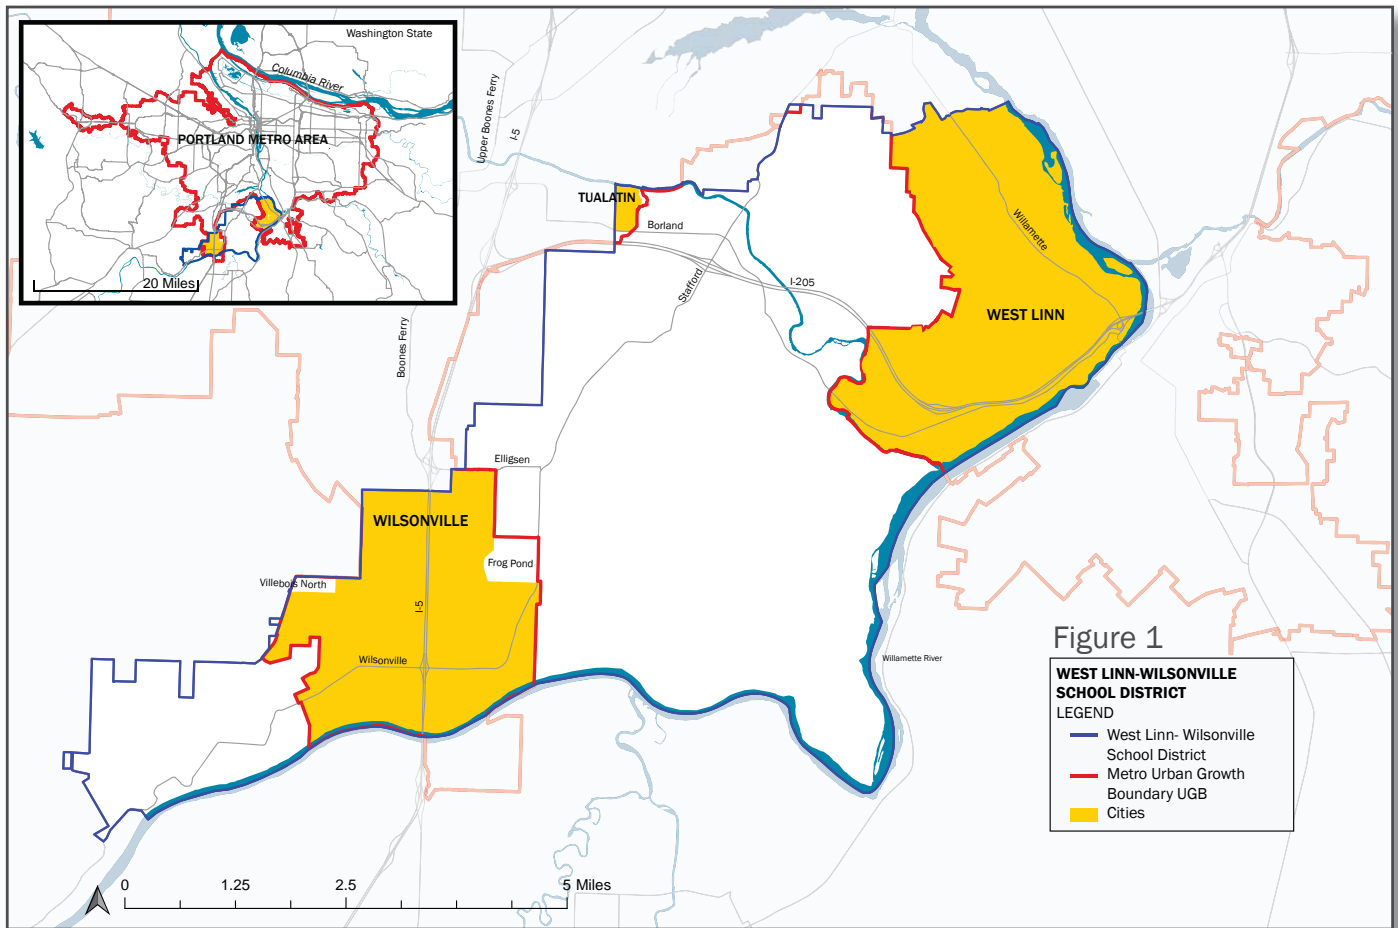 Washington State
Columbia River
PORTLAND METRO AREA
20 Miles
Upper Boones Ferry
I-5
TUALATIN
Borland
Stafford
I-205
Willamette
WEST LINN
Boones Ferry
Elligsen
WILSONVILLE
Frog Pond
Villebois North
I-5
Wilsonville
Willamette River
Figure 1
WEST LINN-WILSONVILLE
SCHOOL DISTRICT
LEGEND
West Linn- Wilsonville
School District
Metro Urban Growth
Boundary UGB
Cities
0 1.25 2.5 5 Miles